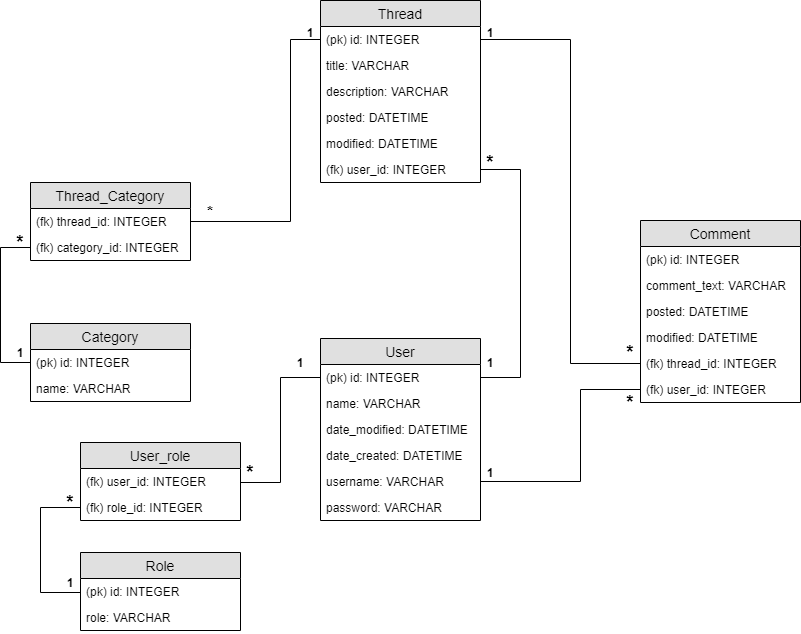 Thread
(pk) id: INTEGER
title: VARCHAR
description: VARCHAR
posted: DATETIME
modified: DATETIME
(fk) user_id: INTEGER
1
1
*
Thread_Category
(fk) thread_id: INTEGER
(fk) category_id: INTEGER
*
*
Category
(pk) id: INTEGER
name: VARCHAR
1
Comment
(pk) id: INTEGER
comment_text: VARCHAR
posted: DATETIME
modified: DATETIME
(fk) thread_id: INTEGER
(fk) user_id: INTEGER
*
*
User
(pk) id: INTEGER
name: VARCHAR
date_modified: DATETIME
date_created: DATETIME
username: VARCHAR
password: VARCHAR
1
1
1
User_role
(fk) user_id: INTEGER
(fk) role_id: INTEGER
*
*
Role
(pk) id: INTEGER
role: VARCHAR
1